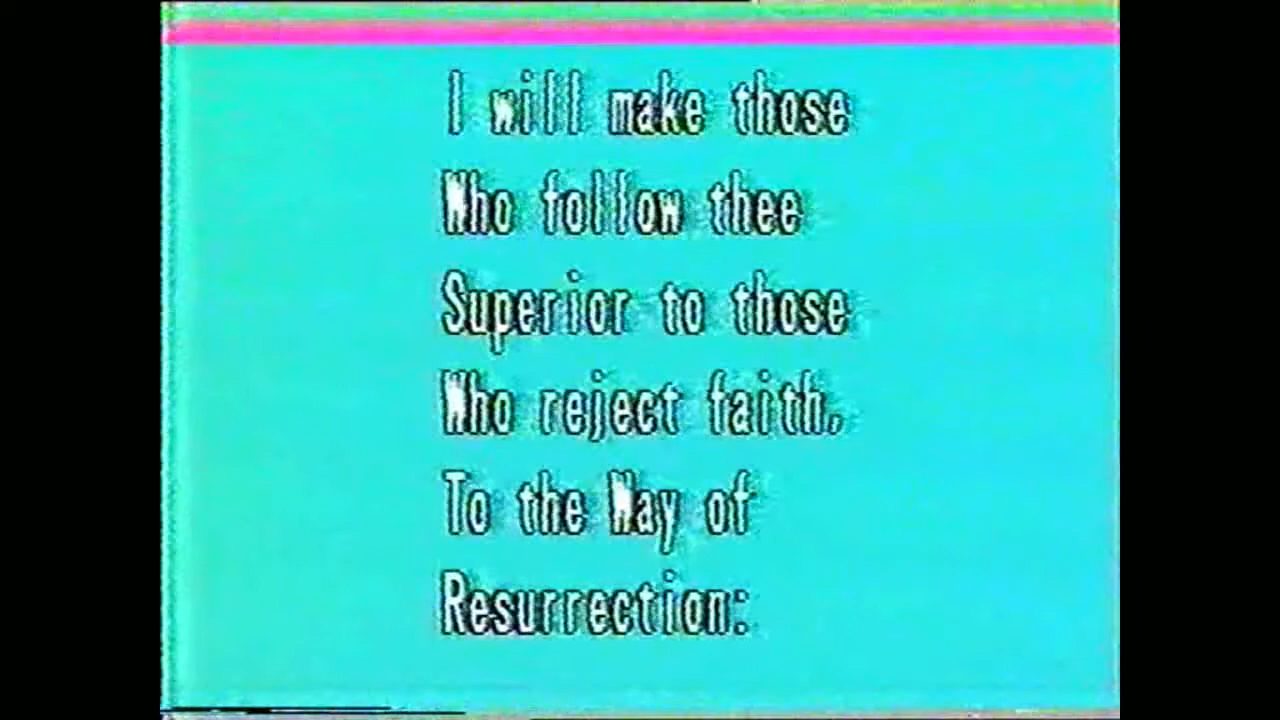 I will make those
Who follow thee
Superior to those
Who reject faith,
To the Way of
Resurrection: